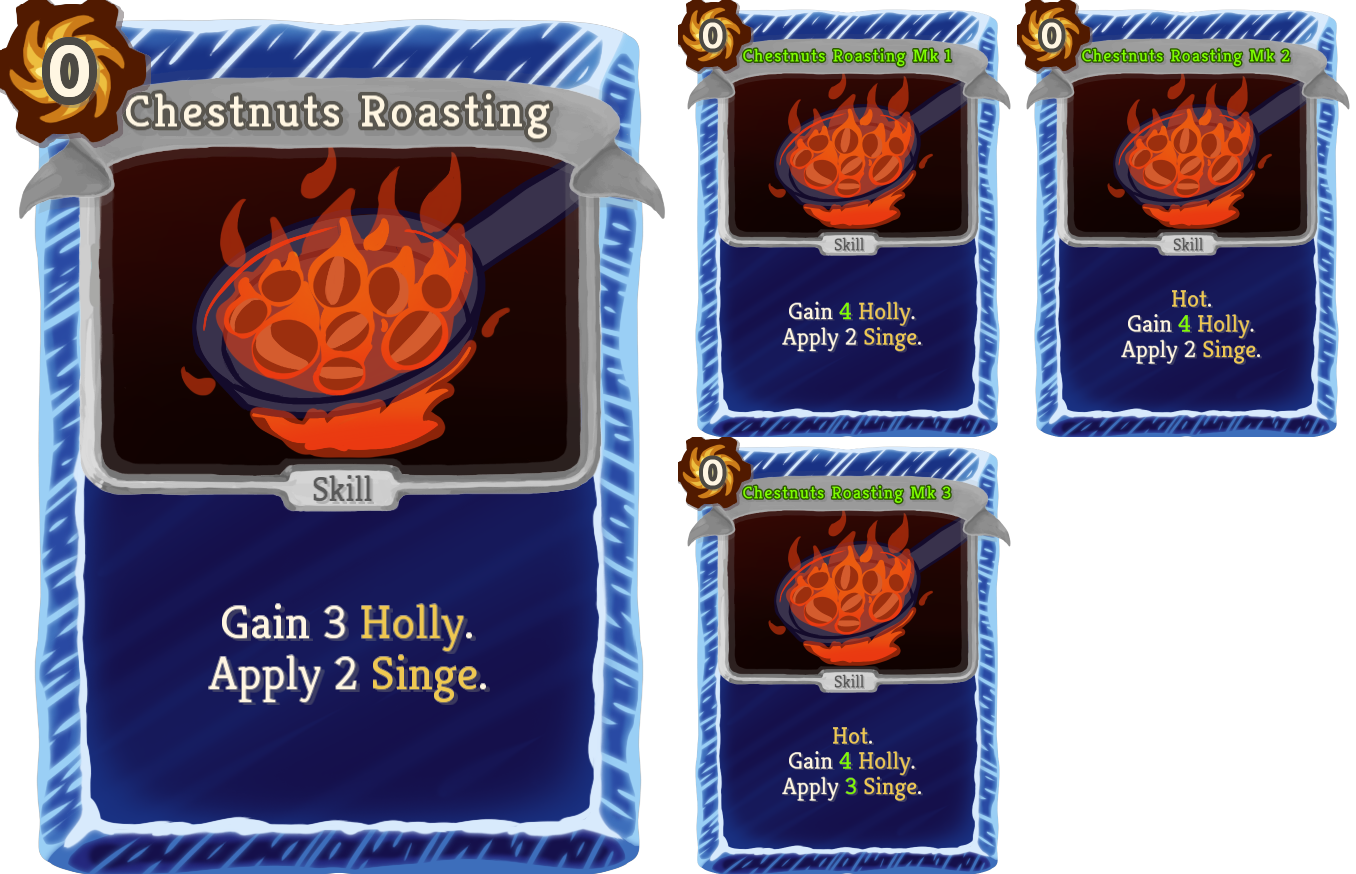 0
Chestnuts Roasting
Skill
Gain 3 Holly.
Apply 2 Singe.
0
Chestnuts Roasting Mk 1
Skill
Gain 4 Holly.
Apply 2 Singe.
0
Chestnuts Roasting Mk 2
Skill
Hot.
Gain 4 Holly.
Apply 2 Singe.
0
Chestnuts Roasting Mk 3
Skill
Hot.
Gain 4 Holly.
Apply 3 Singe.